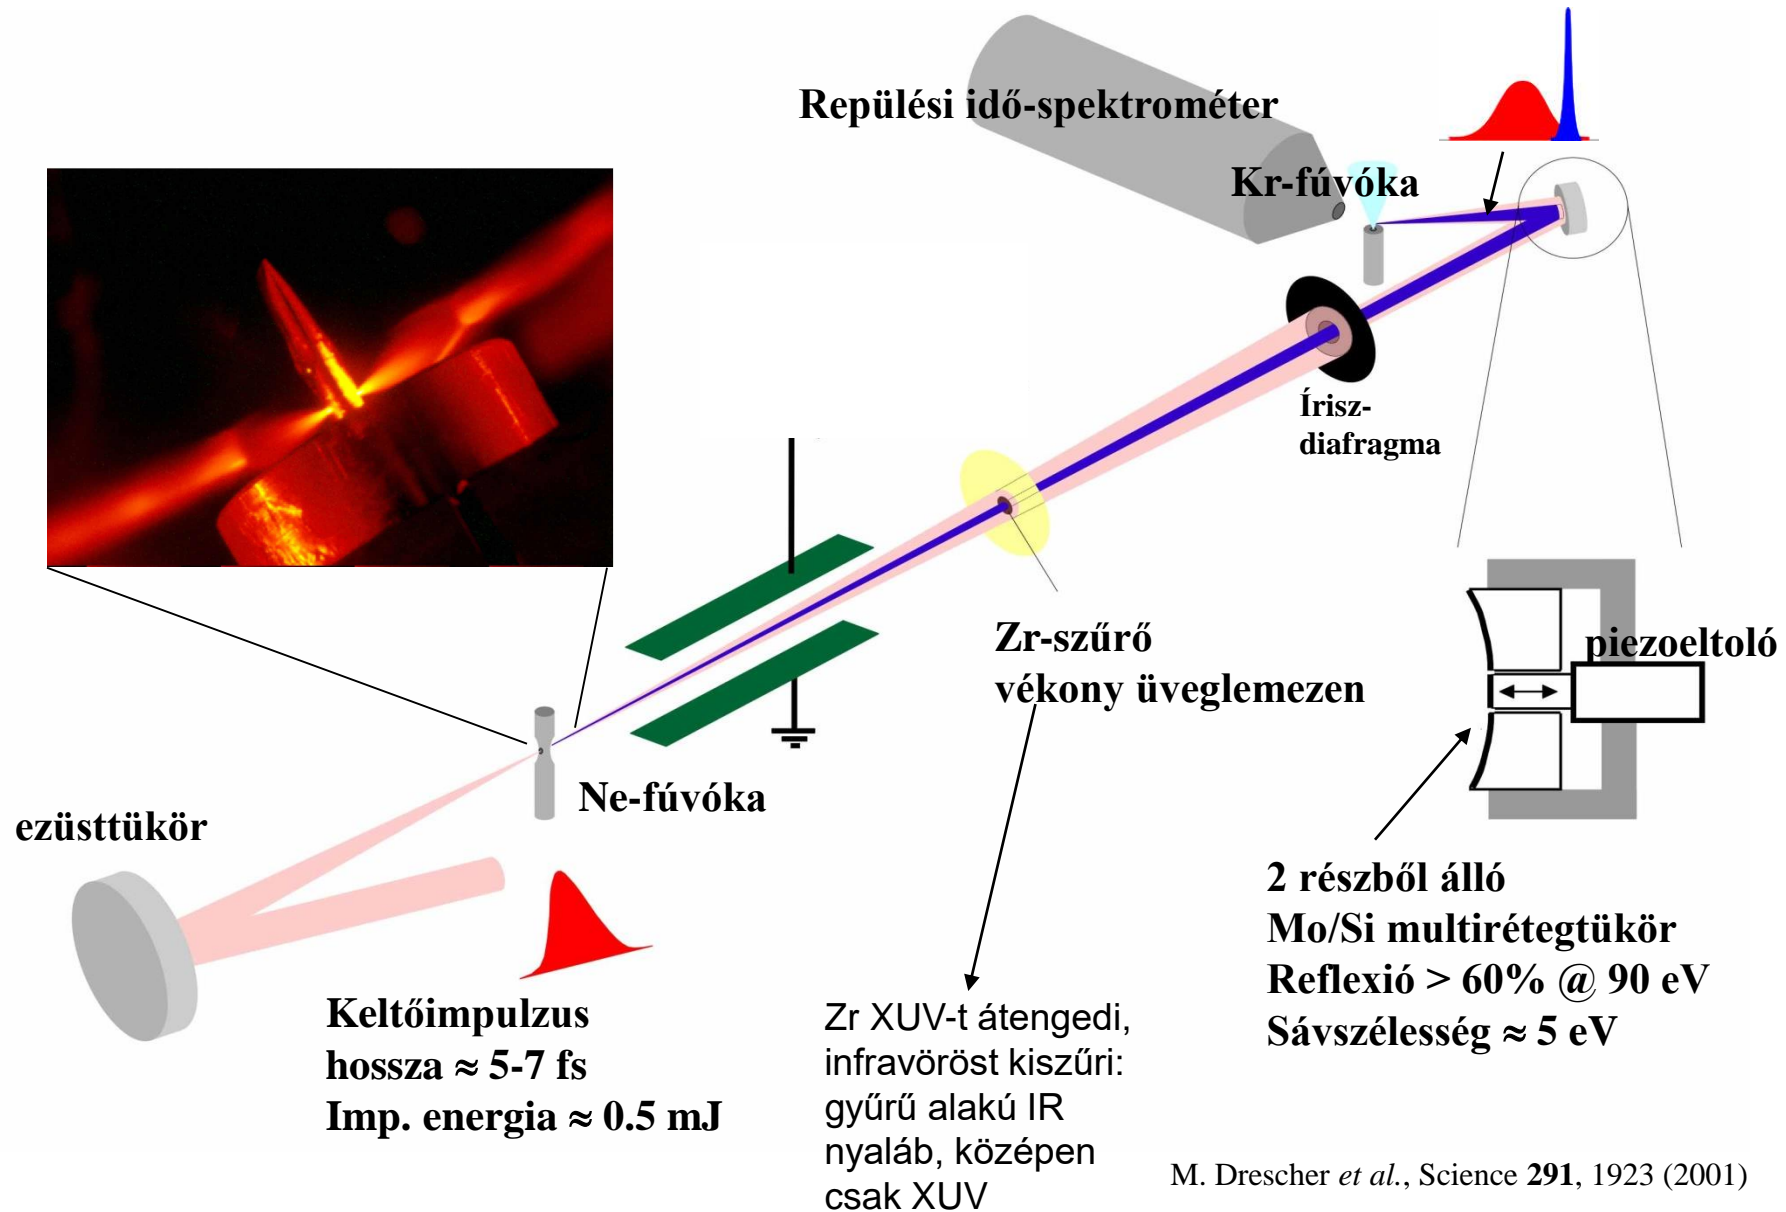 Repülési idő-spektrométer
Kr-fúvóka
Írisz-
diafragma
Zr-szűrő
vékony üveglemezen
piezoeltoló
Ne-fúvóka
ezüsttükör
2 részből álló
Mo/Si multirétegtükör
Reflexió > 60% @ 90 eV
Sávszélesség ≈ 5 eV
Keltőimpulzus
hossza ≈ 5-7 fs
Imp. energia ≈ 0.5 mJ
Zr XUV-t átengedi,
infravöröst kiszűri:
gyűrű alakú IR
nyaláb, középen
csak XUV
M. Drescher et al., Science 291, 1923 (2001)